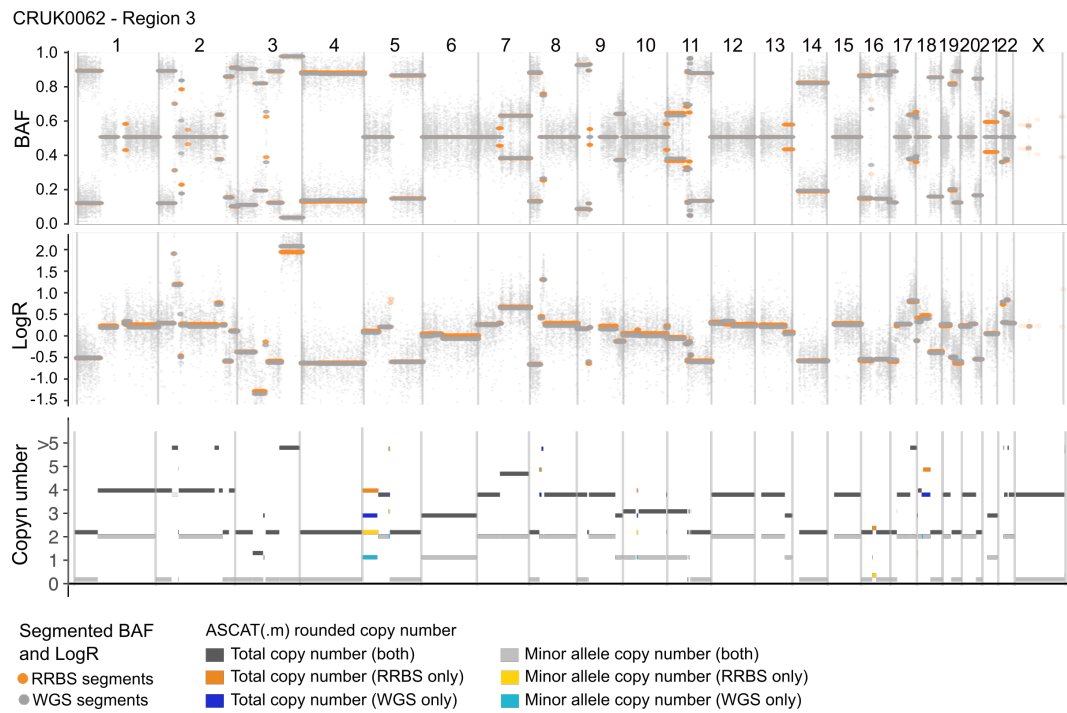 CRUK0062 - Region 3
1 2 3 4 5 6 7 8 9 10 11 12 13 14 15 16 17 18 19 20 21 22 X
BAF
1.0
0.8
0.6
0.4
0.2
0.0
LogR
2.0
1.5
1.0
0.5
0.0
-0.5
-1.0
-1.5
Copyn umber
>5
5
4
3
2
1
0
Segmented BAF
and LogR
RRBS segments
WGS segments
ASCAT(.m) rounded copy number
Total copy number (both)
Total copy number (RRBS only)
Total copy number (WGS only)
Minor allele copy number (both)
Minor allele copy number (RRBS only)
Minor allele copy number (WGS only)